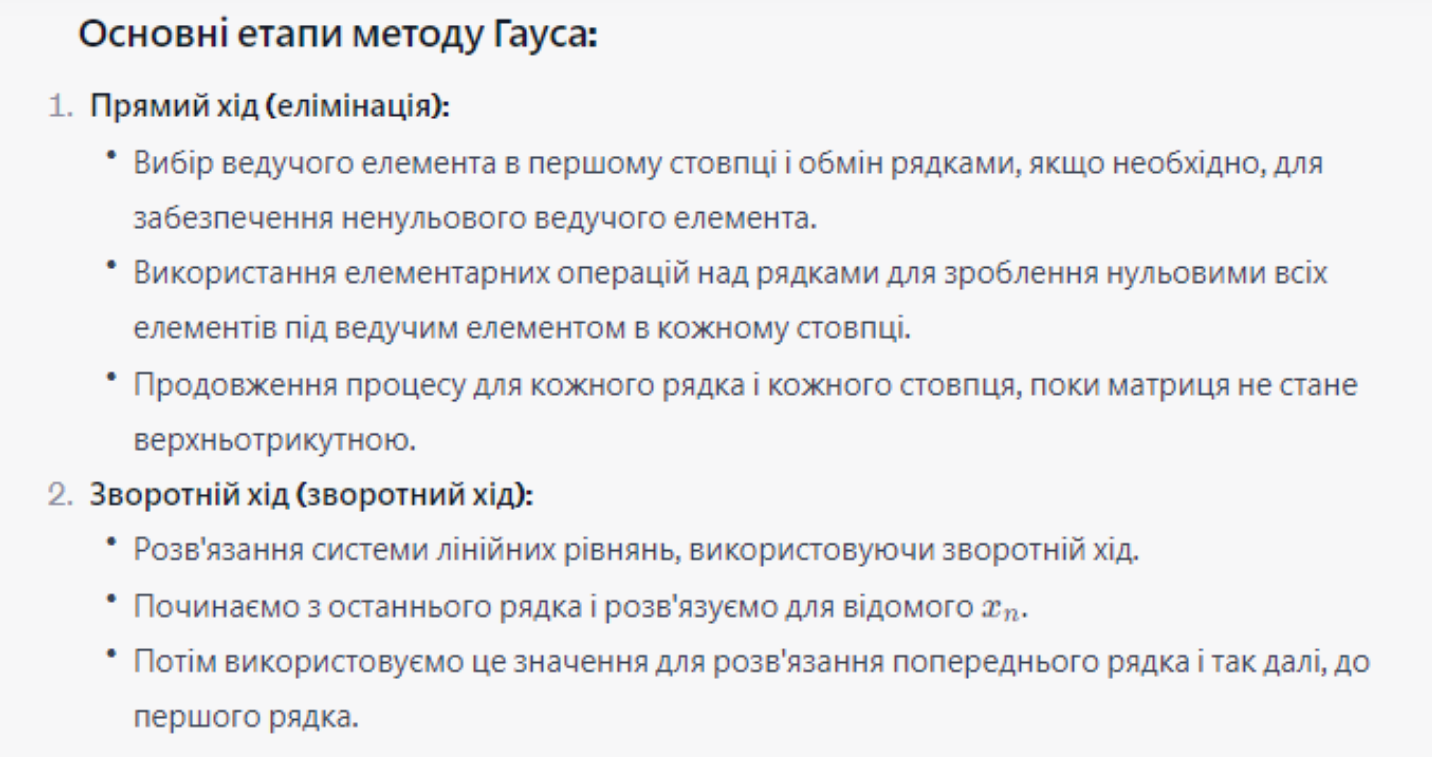 Основні етапи методу Гауса:
1. Прямий хід (елімінація):
• Вибір ведучого елемента в першому стовпці і обмін рядками, якщо необхідно, для
забезпечення ненульового ведучого елемента.
• Використання елементарних операцій над рядками для зроблення нульовими всіх
елементів під ведучим елементом в кожному стовпці.
• Продовження процесу для кожного рядка і кожного стовпця, поки матриця не стане
верхньотрикутною.
2. Зворотній хід (зворотний хід):
• Розв'язання системи лінійних рівнянь, використовуючи зворотній хід.
• Починаємо з останнього рядка і розв'язуємо для відомого xₙ.
• Потім використовуємо це значення для розв'язання попереднього рядка і так далі, до
першого рядка.